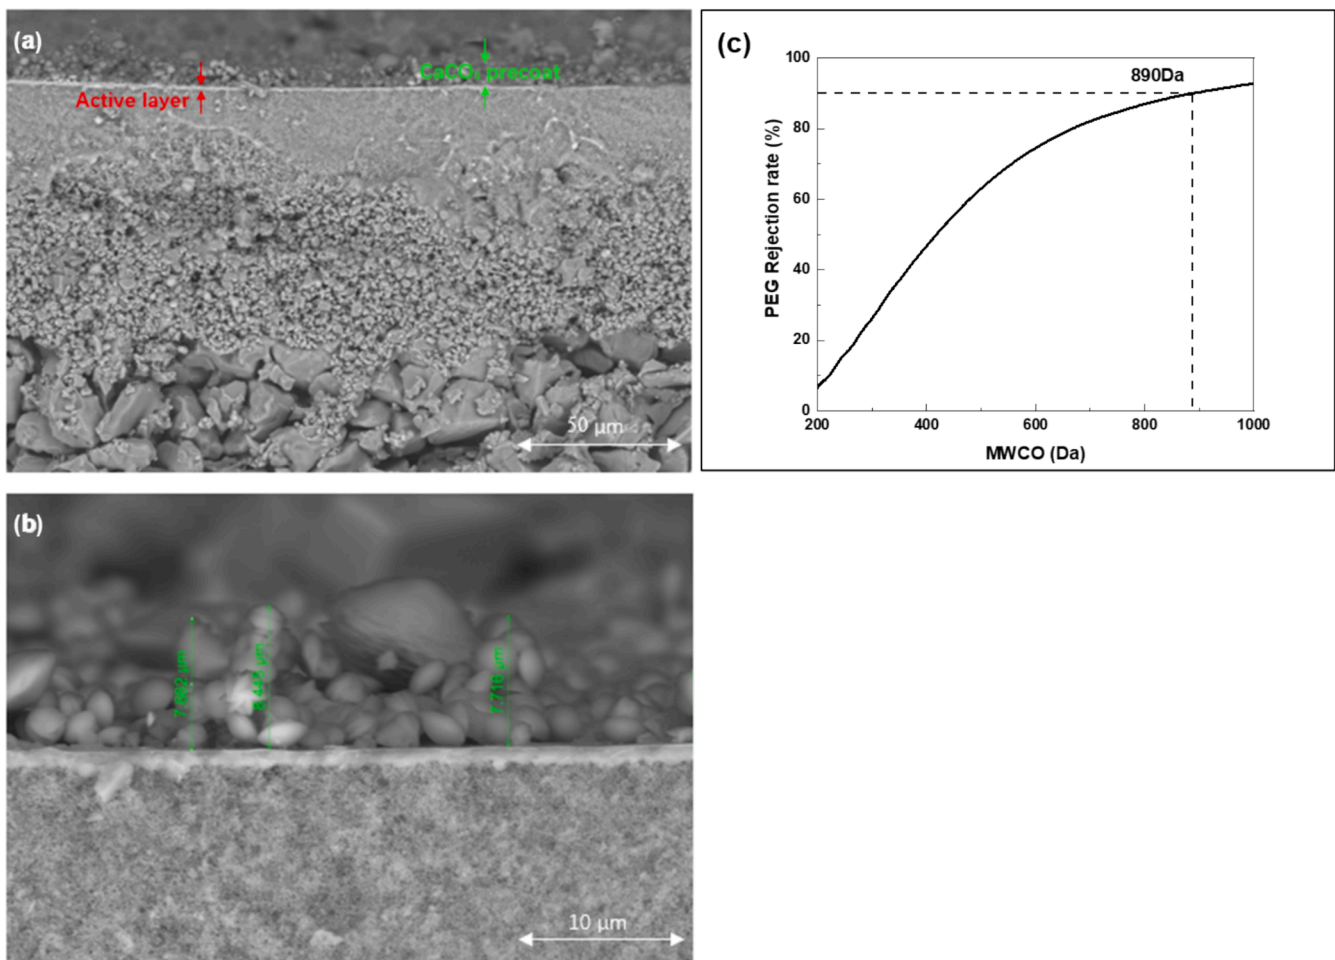 (a)
CaCO₃ precoat
Active layer
50 μm
(b)
7.682 μm
8.445 μm
7.710 μm
10 μm
(c)
890Da
100
80
60
40
20
0
PEG Rejection rate (%)
200 400 600 800 1000
MWCO (Da)